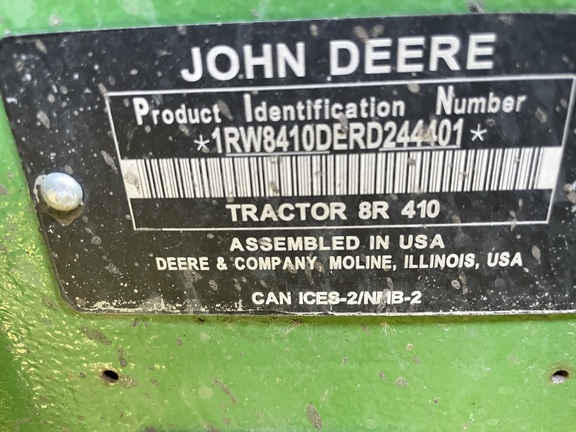 JOHN DEERE
Product Identification Number
*1RW8410DERD244401*
TRACTOR 8R 410
ASSEMBLED IN USA
DEERE & COMPANY, MOLINE, ILLINOIS, USA
CAN ICES-2/NMB-2